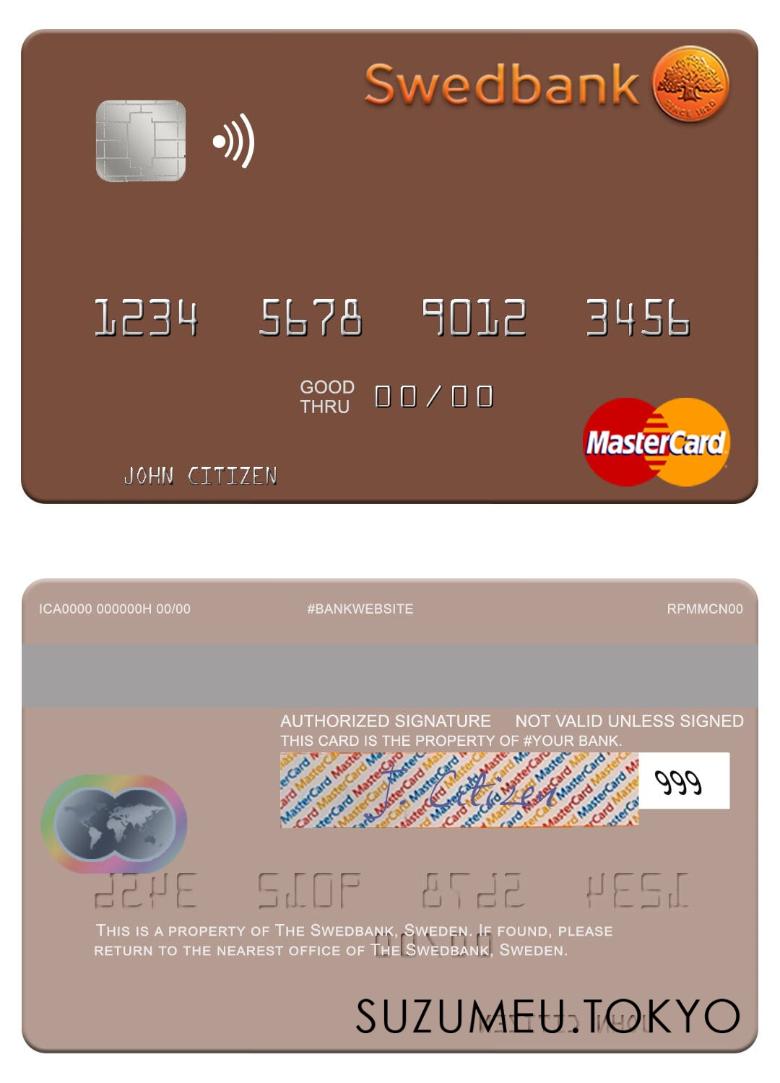 Swedbank
SINCE 1820
1234 5678 9012 3456
GOOD THRU 00/00
MasterCard
JOHN CITIZEN
ICA0000 000000H 00/00 #BANKWEBSITE RPMMCN00
AUTHORIZED SIGNATURE NOT VALID UNLESS SIGNED
THIS CARD IS THE PROPERTY OF #YOUR BANK.
J. Citizen 999
THIS IS A PROPERTY OF THE SWEDBANK, SWEDEN. IF FOUND, PLEASE
RETURN TO THE NEAREST OFFICE OF THE SWEDBANK, SWEDEN.
SUZUMEU.TOKYO